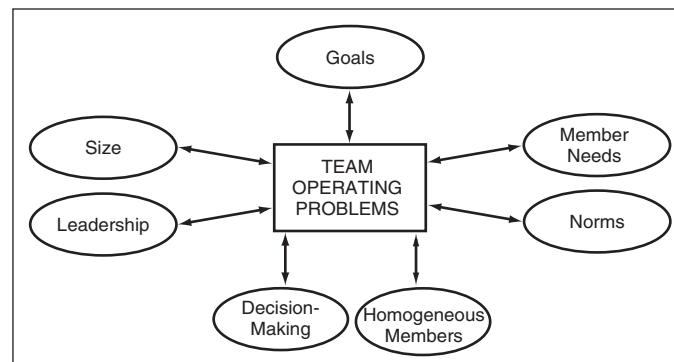 Goals
Size
Member
Needs
TEAM
OPERATING
PROBLEMS
Leadership
Norms
Decision-
Making
Homogeneous
Members